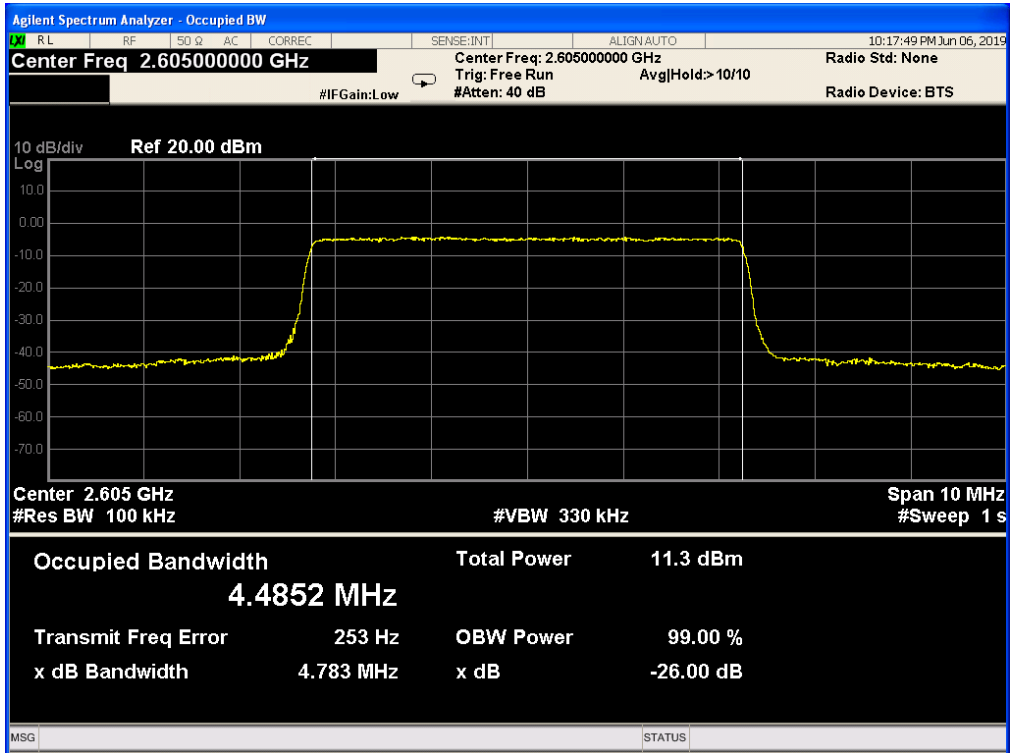 Agilent Spectrum Analyzer - Occupied BW
LXI RL RF 50 Ω AC CORREC SENSE:INT ALIGN AUTO 10:17:49 PM Jun 06, 2019
Center Freq 2.605000000 GHz Center Freq: 2.605000000 GHz Radio Std: None
Trig: Free Run Avg|Hold:>10/10
#IFGain:Low #Atten: 40 dB Radio Device: BTS
10 dB/div Ref 20.00 dBm
Log
10.0
0.00
-10.0
-20.0
-30.0
-40.0
-50.0
-60.0
-70.0
Center 2.605 GHz Span 10 MHz
#Res BW 100 kHz #VBW 330 kHz #Sweep 1 s
Occupied Bandwidth Total Power 11.3 dBm
4.4852 MHz
Transmit Freq Error 253 Hz OBW Power 99.00 %
x dB Bandwidth 4.783 MHz x dB -26.00 dB
MSG STATUS